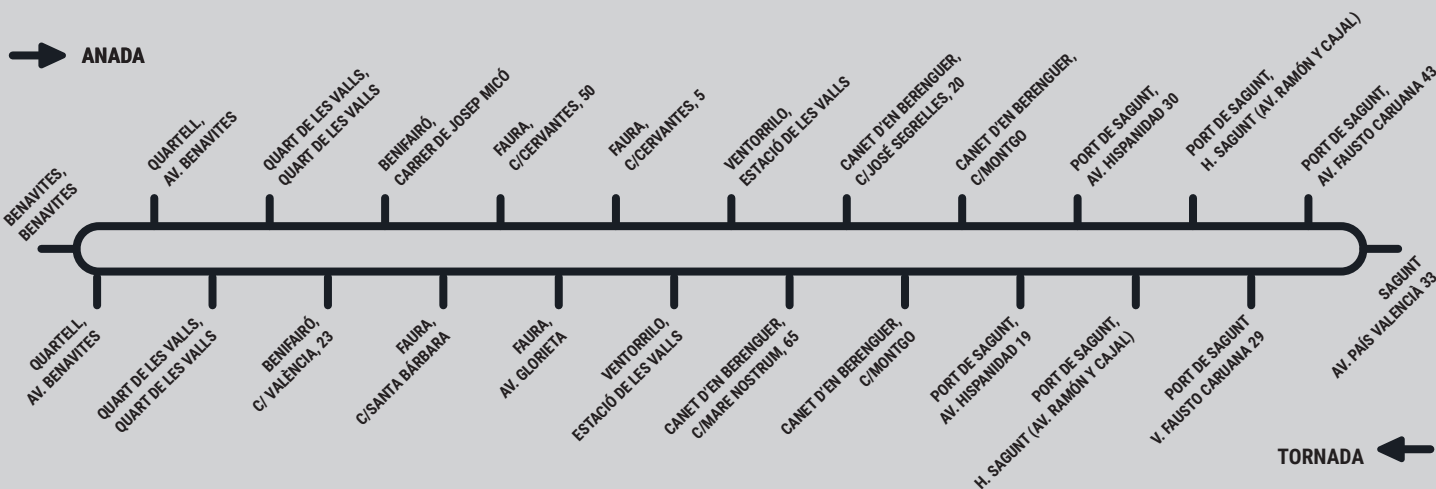 ANADA
BENAVITES,
BENAVITES
QUARTELL,
AV. BENAVITES
QUART DE LES VALLS,
QUART DE LES VALLS
BENIFAIRÓ,
CARRER DE JOSEP MICÓ
FAURA,
C/CERVANTES, 50
FAURA,
C/CERVANTES, 5
VENTORRILO,
ESTACIÓ DE LES VALLS
CANET D'EN BERENGUER,
C/JOSÉ SEGRELLES, 20
CANET D'EN BERENGUER,
C/MONTGO
PORT DE SAGUNT,
AV. HISPANIDAD 30
PORT DE SAGUNT,
H. SAGUNT (AV. RAMÓN Y CAJAL)
PORT DE SAGUNT,
AV. FAUSTO CARUANA 43
QUARTELL,
AV. BENAVITES
QUART DE LES VALLS,
QUART DE LES VALLS
BENIFAIRÓ,
C/ VALÈNCIA, 23
FAURA,
C/SANTA BÁRBARA
FAURA,
AV. GLORIETA
VENTORRILO,
ESTACIÓ DE LES VALLS
CANET D'EN BERENGUER,
C/MARE NOSTRUM, 65
CANET D'EN BERENGUER,
C/MONTGO
PORT DE SAGUNT,
AV. HISPANIDAD 19
PORT DE SAGUNT,
H. SAGUNT (AV. RAMÓN Y CAJAL)
PORT DE SAGUNT
V. FAUSTO CARUANA 29
SAGUNT
AV. PAÍS VALENCIÀ 33
TORNADA